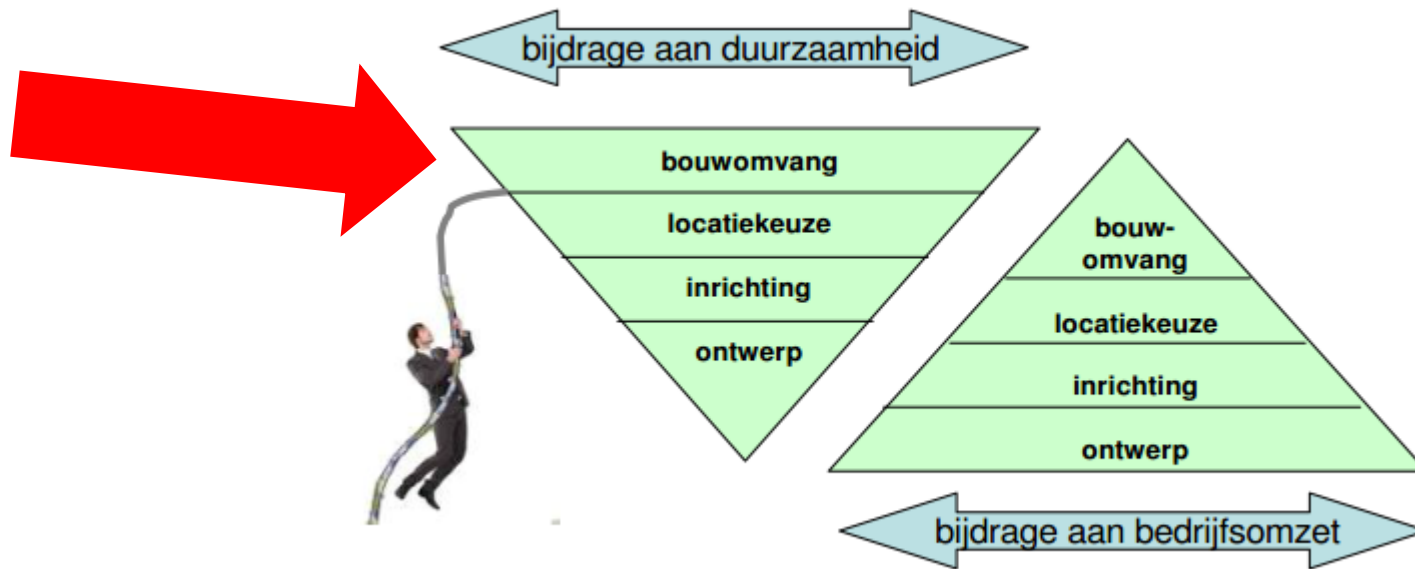 bijdrage aan duurzaamheid
bouwomvang
locatiekeuze
inrichting
ontwerp
bouw-
omvang
locatiekeuze
inrichting
ontwerp
bijdrage aan bedrijfsomzet